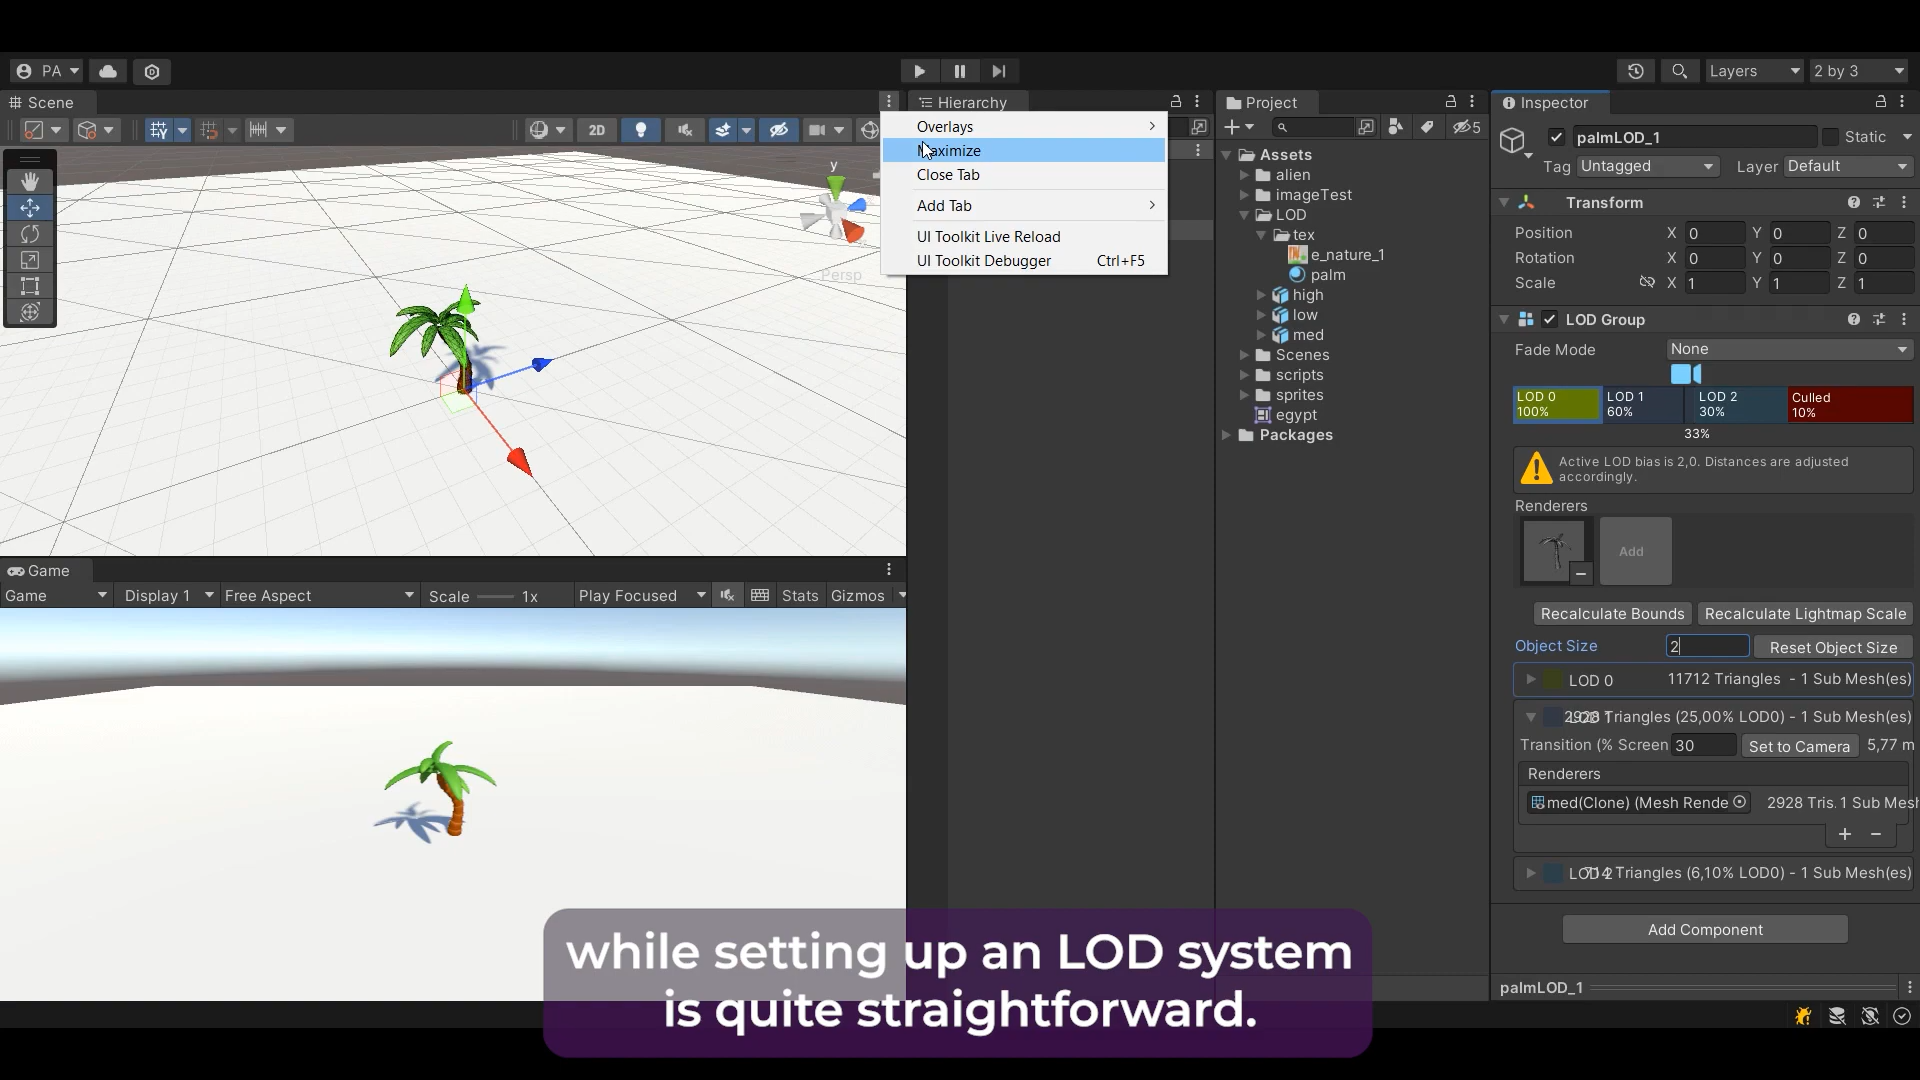 PA
Layers
2 by 3
Scene
Hierarchy
Project
Inspector
2D
5
Overlays
Maximize
Close Tab
Add Tab
UI Toolkit Live Reload
UI Toolkit Debugger Ctrl+F5
y
Persp
Assets
alien
imageTest
LOD
tex
e_nature_1
palm
high
low
med
Scenes
scripts
sprites
egypt
Packages
palmLOD_1
Static
Tag Untagged
Layer Default
Transform
Position X 0 Y 0 Z 0
Rotation X 0 Y 0 Z 0
Scale X 1 Y 1 Z 1
LOD Group
Fade Mode None
LOD 0
100%
LOD 1
60%
LOD 2
30%
Culled
10%
33%
Active LOD bias is 2,0. Distances are adjusted
accordingly.
Renderers
Add
Recalculate Bounds
Recalculate Lightmap Scale
Object Size 2
Reset Object Size
LOD 0 11712 Triangles - 1 Sub Mesh(es)
LOD 1 2928 Triangles (25,00% LOD0) - 1 Sub Mesh(es)
Transition (% Screen 30 Set to Camera 5,77 m
Renderers
med(Clone) (Mesh Rende 2928 Tris. 1 Sub Mesh
LOD 2 714 Triangles (6,10% LOD0) - 1 Sub Mesh(es)
Add Component
palmLOD_1
Game
Game
Display 1
Free Aspect
Scale 1x
Play Focused
Stats
Gizmos
while setting up an LOD system
is quite straightforward.